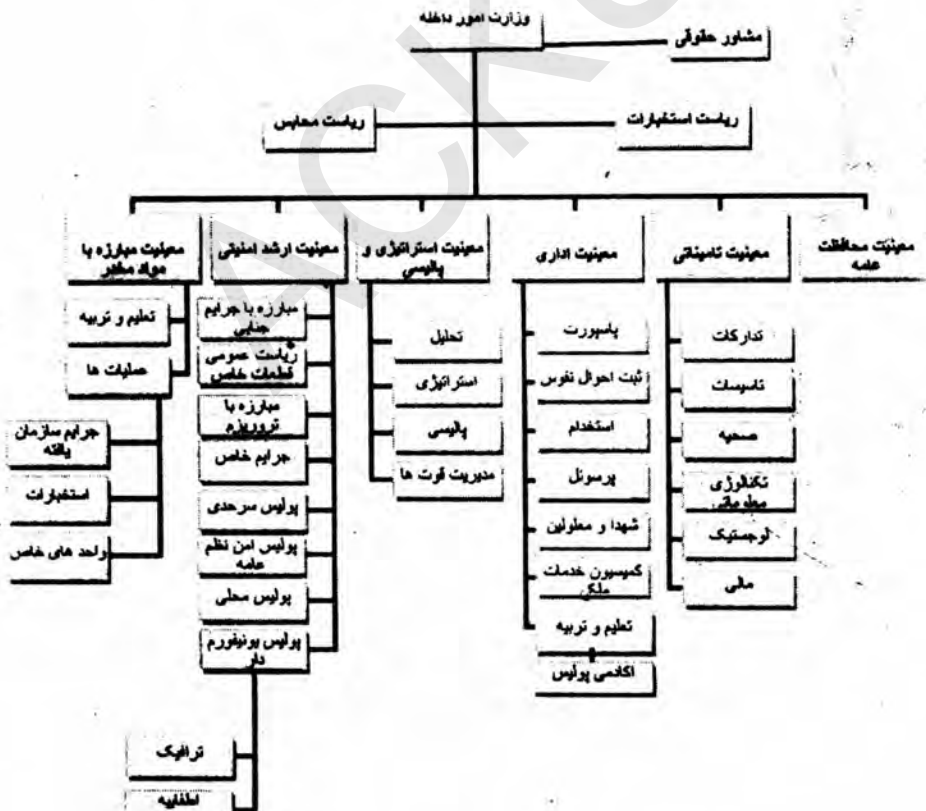 وزارت امور داخله
مشاور حقوقی
ریاست استخبارات
ریاست محابس
معینیت محافظت
عامه
معینیت تامیناتی
تدارکات
تاسیسات
صحیه
تکنالوژی
معلوماتی
لوجستیک
مالی
معینیت اداری
پاسپورت
ثبت احوال نفوس
استخدام
پرسونل
شهدا و معلولین
کمیسیون خدمات
ملکی
تعلیم و تربیه
اکادمی پولیس
معینیت استراتیژی و
پالیسی
تحلیل
استراتیژی
پالیسی
مدیریت قوت ها
معینیت ارشد امنیتی
مبارزه با جرایم
جنایی
ریاست عمومی
قطعات خاص
مبارزه با
تروریزم
جرایم خاص
پولیس سرحدی
پولیس امن نظم
عامه
پولیس محلی
پولیس یونیفورم
دار
ترافیک
اطفاییه
معینیت مبارزه با
مواد مخدر
تعلیم و تربیه
عملیات ها
جرایم سازمان
یافته
استخبارات
واحد های خاص
ACK